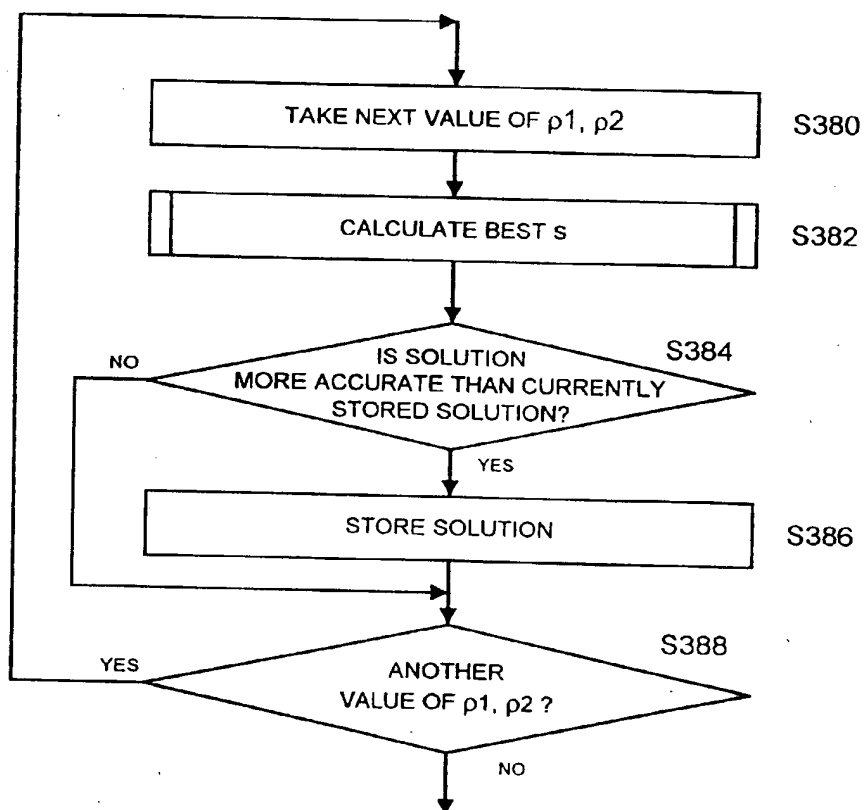 TAKE NEXT VALUE OF ρ1, ρ2
S380
CALCULATE BEST s
S382
NO
IS SOLUTION
MORE ACCURATE THAN CURRENTLY
STORED SOLUTION?
S384
YES
STORE SOLUTION
S386
YES
ANOTHER
VALUE OF ρ1, ρ2 ?
S388
NO